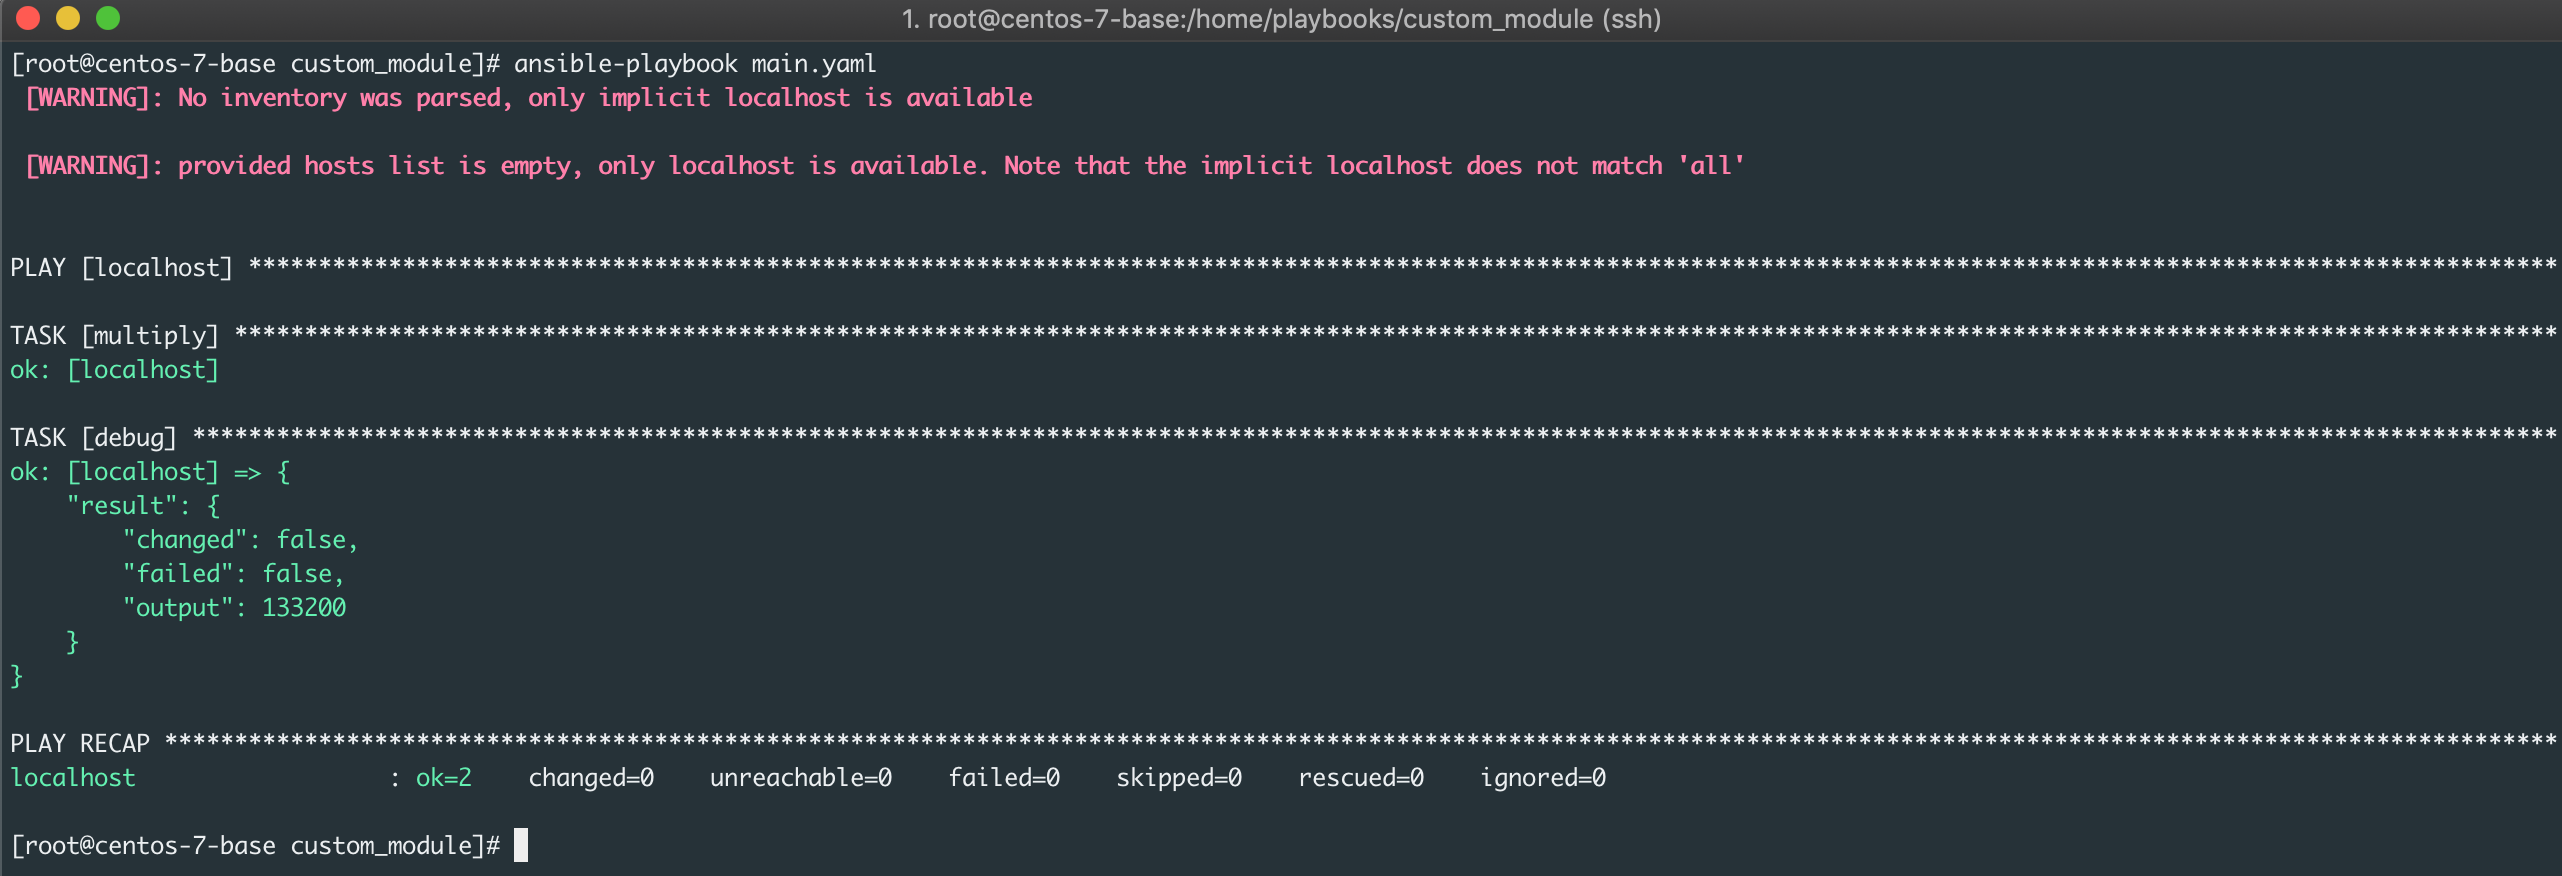 1. root@centos-7-base:/home/playbooks/custom_module (ssh)
[root@centos-7-base custom_module]# ansible-playbook main.yaml
[WARNING]: No inventory was parsed, only implicit localhost is available
[WARNING]: provided hosts list is empty, only localhost is available. Note that the implicit localhost does not match 'all'
PLAY [localhost] *********************************************************************************************************************************************************************
TASK [multiply] **********************************************************************************************************************************************************************
ok: [localhost]
TASK [debug] *************************************************************************************************************************************************************************
ok: [localhost] => {
    "result": {
        "changed": false,
        "failed": false,
        "output": 133200
    }
}
PLAY RECAP ***************************************************************************************************************************************************************************
localhost                  : ok=2    changed=0    unreachable=0    failed=0    skipped=0    rescued=0    ignored=0
[root@centos-7-base custom_module]#